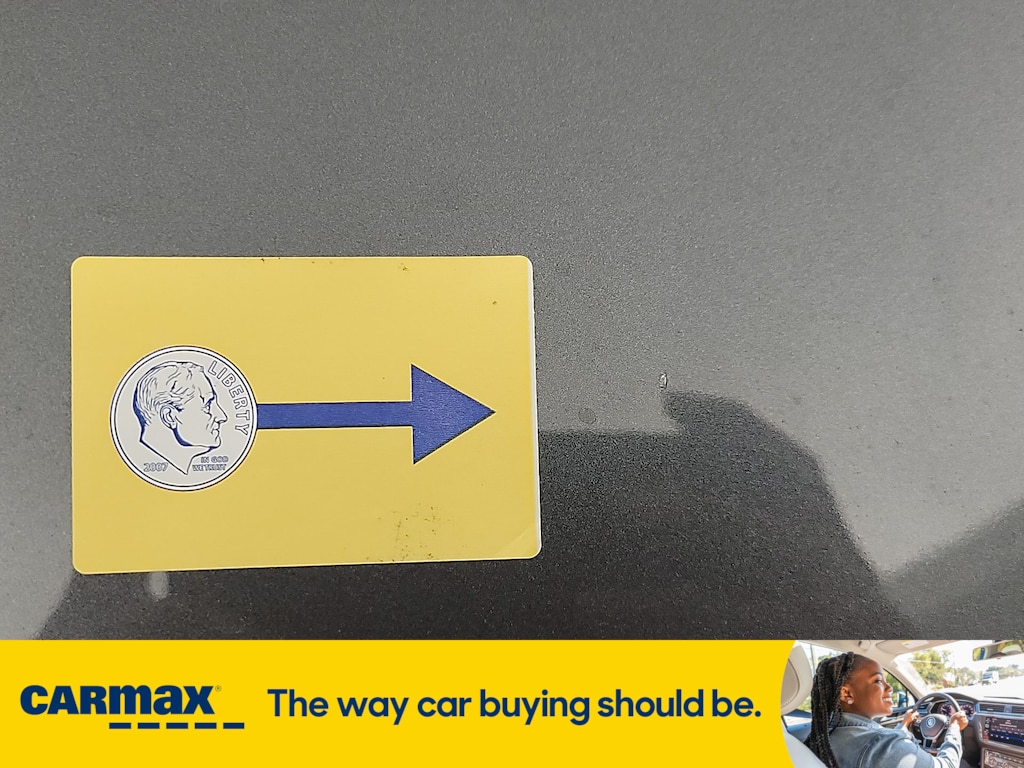 LIBERTY
2007
IN GOD
WE TRUST
CARMAX®
The way car buying should be.